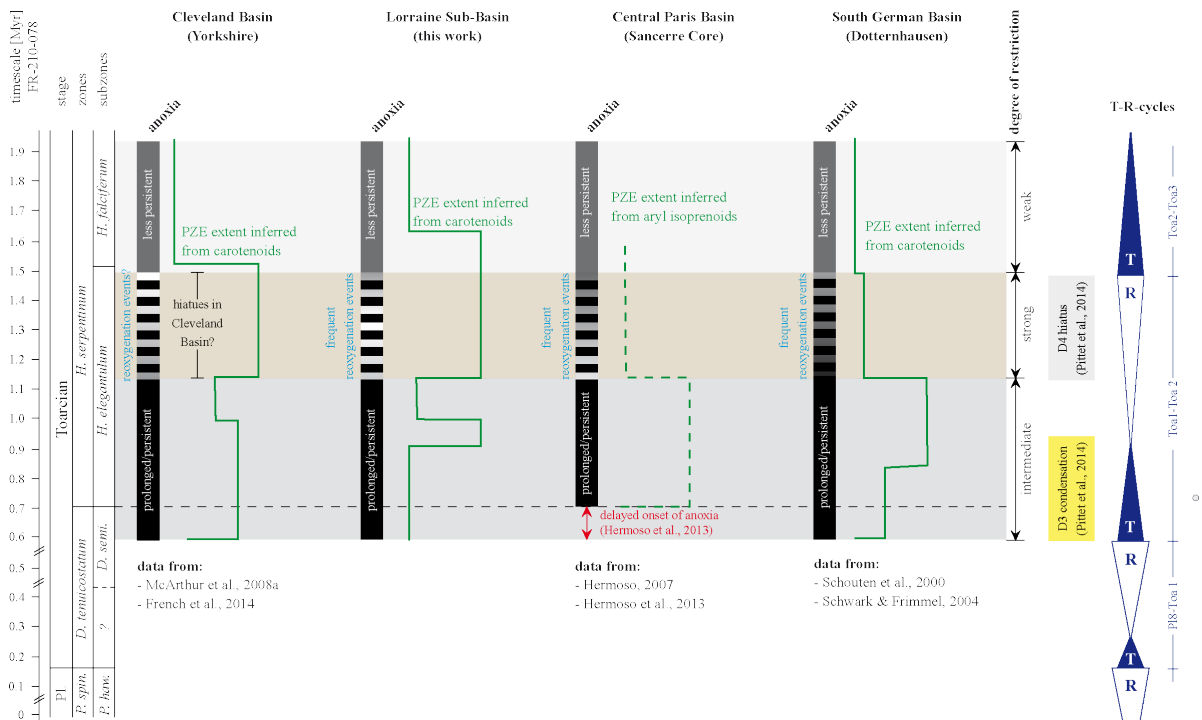 timescale [Myr]
FR-210-078
stage
zones
subzones
Cleveland Basin
(Yorkshire)
Lorraine Sub-Basin
(this work)
Central Paris Basin
(Sancerre Core)
South German Basin
(Dotternhausen)
degree of restriction
T-R-cycles
anoxia
anoxia
anoxia
anoxia
1.9
1.8
1.7
1.6
1.5
1.4
1.3
1.2
1.1
1.0
0.9
0.8
0.7
0.6
0.5
0.4
0.3
0.2
0.1
0
Toarcian
Pl
H. serpentinum
D. tenuicostatum
P. spin.
H. falciferum
H. elegantulum
D. semi.
?
P. haw.
less persistent
prolonged/persistent
reoxygenation events?
PZE extent inferred
from carotenoids
hiatues in
Cleveland
Basin?
less persistent
prolonged/persistent
frequent
reoxygenation events
PZE extent inferred
from carotenoids
less persistent
prolonged/persistent
frequent
reoxygenation events
PZE extent inferred
from aryl isoprenoids
delayed onset of anoxia
(Hermoso et al., 2013)
less persistent
prolonged/persistent
frequent
reoxygenation events
PZE extent inferred
from carotenoids
weak
strong
intermediate
D4 hiatus
(Pittet et al., 2014)
D3 condensation
(Pittet et al., 2014)
T
R
T
R
T
R
Toa2-Toa3
Toa1-Toa 2
Pl8-Toa 1
data from:
- McArthur et al., 2008a
- French et al., 2014
data from:
- Hermoso, 2007
- Hermoso et al., 2013
data from:
- Schouten et al., 2000
- Schwark & Frimmel, 2004